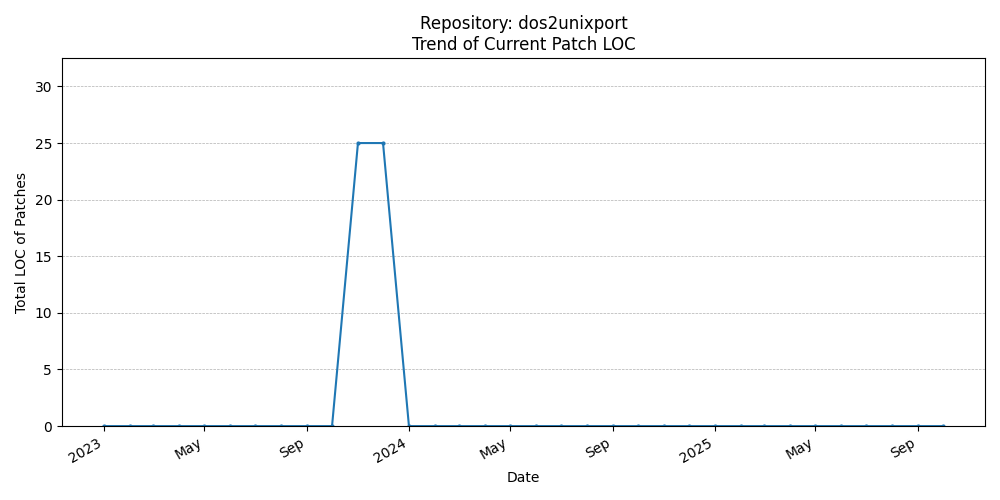 Repository: dos2unixport
Trend of Current Patch LOC
Total LOC of Patches
30
25
20
15
10
5
0
2023
May
Sep
2024
May
Sep
2025
May
Sep
Date